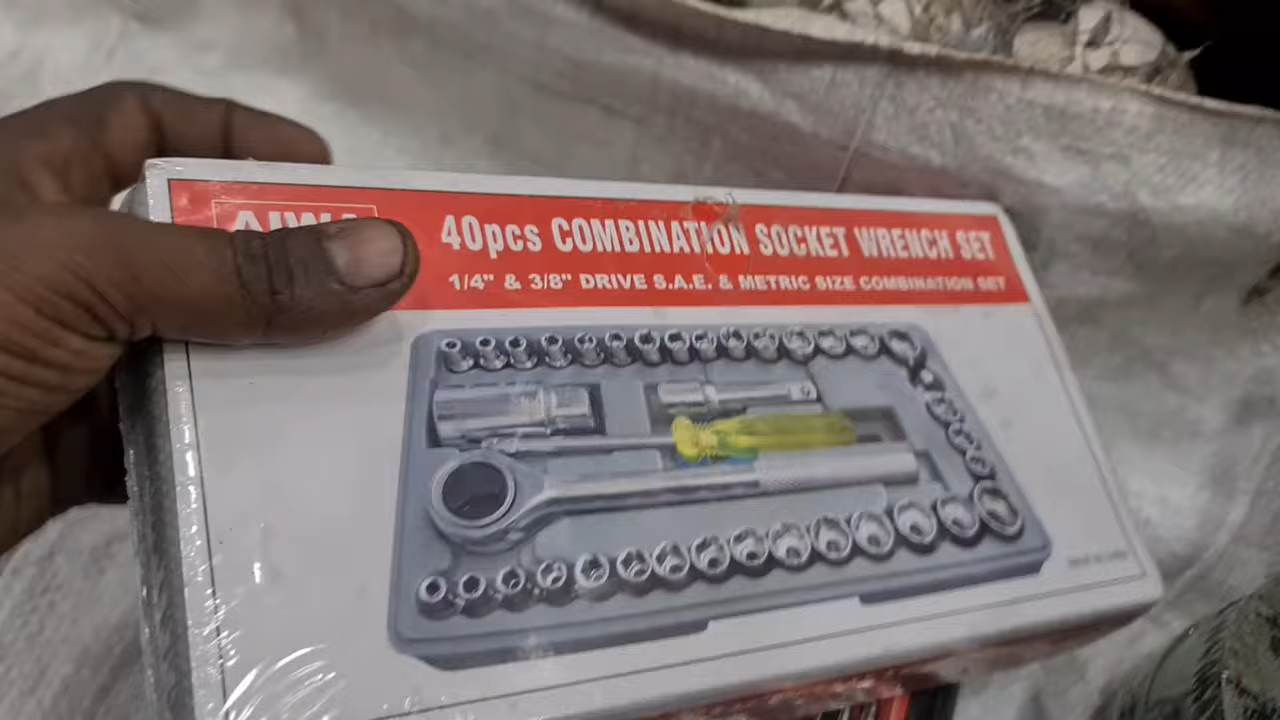 40pcs COMBINATION SOCKET WRENCH SET
1/4" & 3/8" DRIVE S.A.E. & METRIC SIZE COMBINATION SET